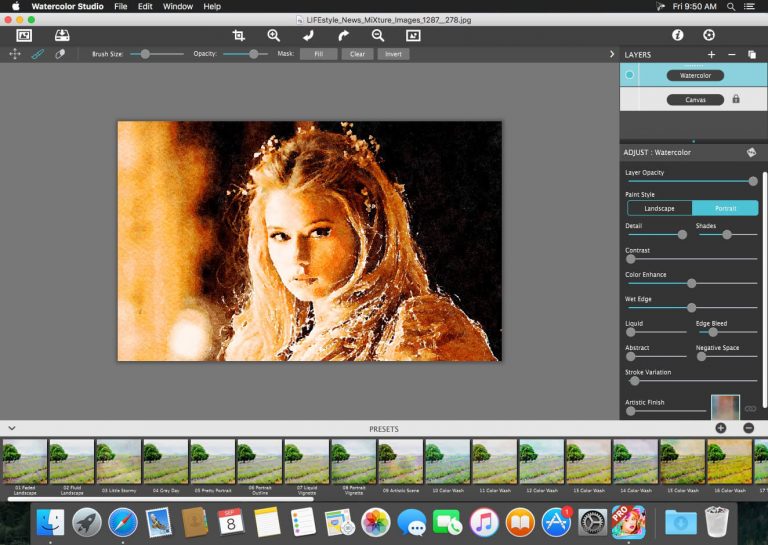 Watercolor Studio File Edit Window Help Fri 9:50 AM
LIFEstyle_News_MiXture_Images_1287__278.jpg
Brush Size: Opacity: Mask: Fill Clear Invert
LAYERS
Watercolor
Canvas
ADJUST : Watercolor
Layer Opacity
Paint Style
Landscape Portrait
Detail Shades
Contrast
Color Enhance
Wet Edge
Liquid Edge Bleed
Abstract Negative Space
Stroke Variation
Artistic Finish
PRESETS
01 Faded Landscape
02 Fluid Landscape
03 Little Stormy
04 Gray Day
05 Pretty Portrait
06 Portrait Outline
07 Liquid Vignette
08 Portrait Vignette
09 Artistic Scene
10 Color Wash
11 Color Wash
12 Color Wash
13 Color Wash
14 Color Wash
15 Color Wash
16 Color Wash
SEP
8
1
PRO